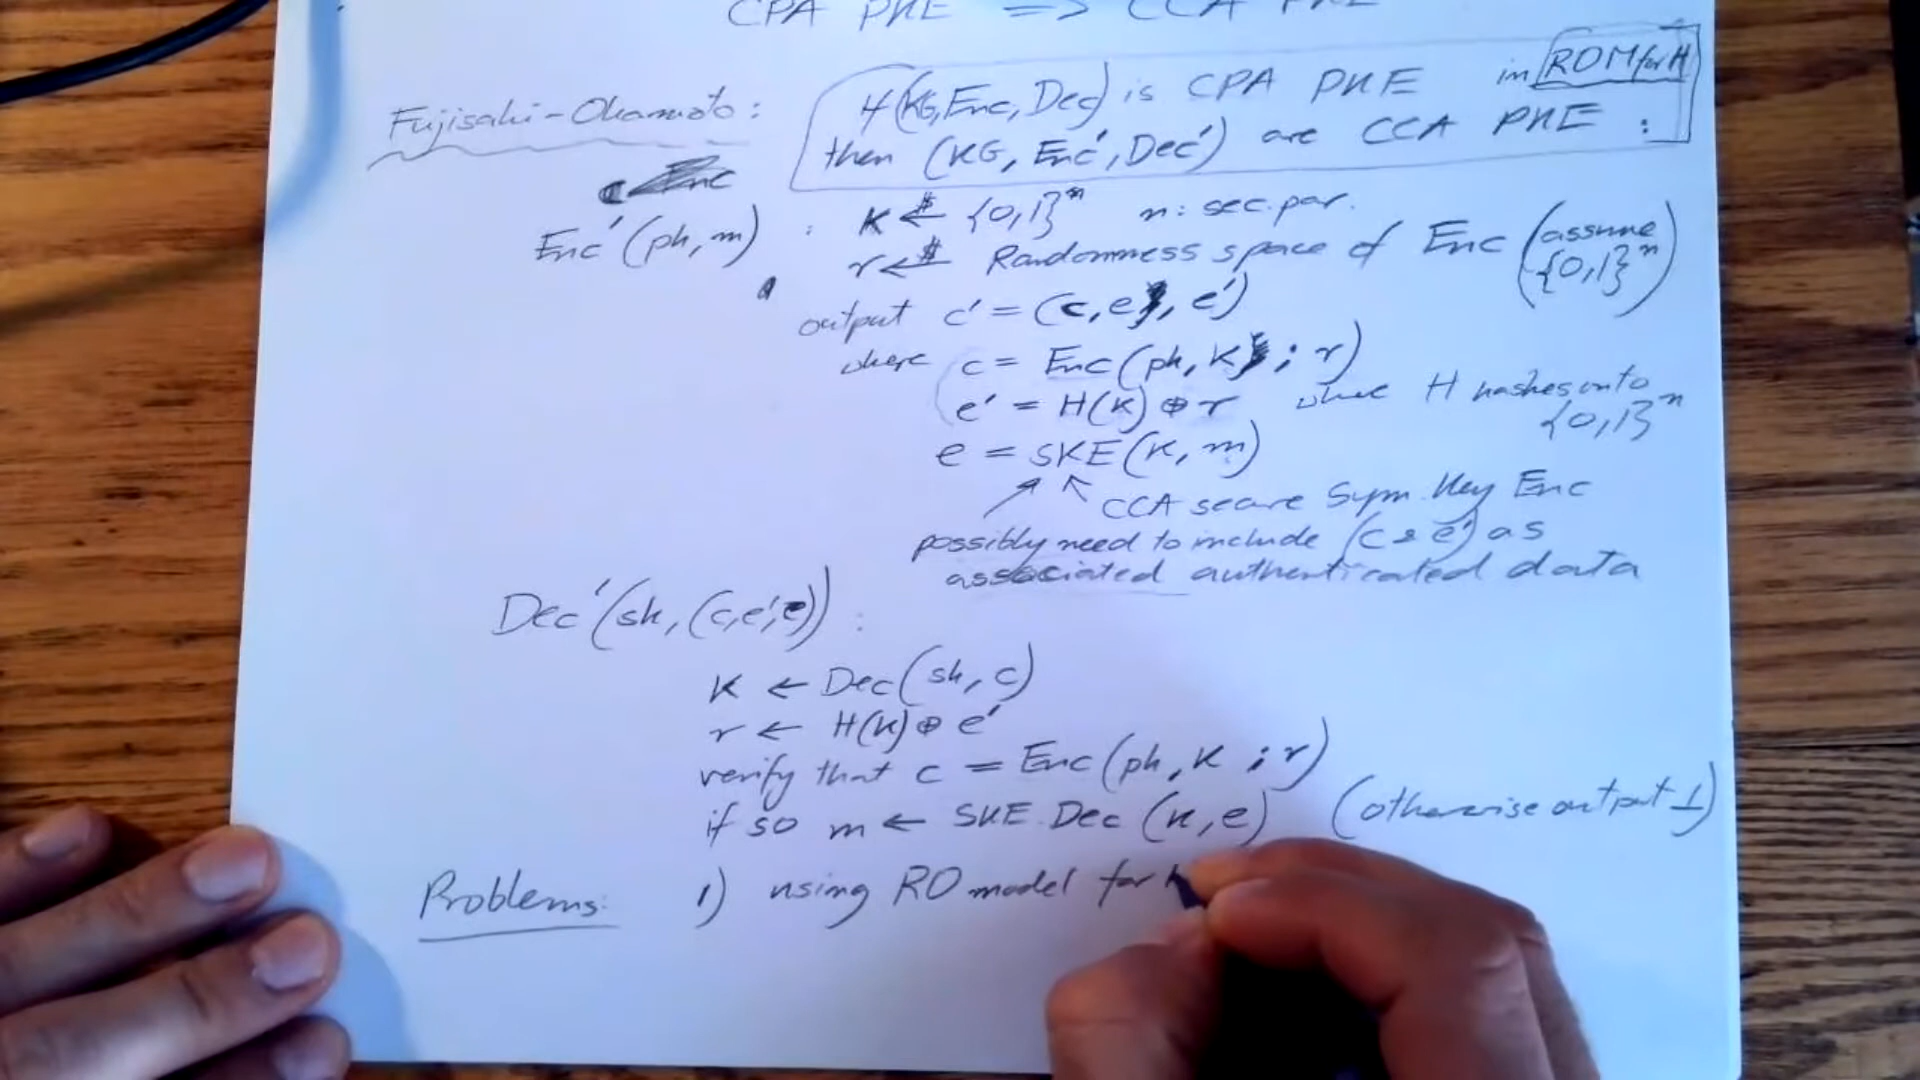 CPA PKE => CCA PKE
Fujisaki-Okamoto: If (KG, Enc, Dec) is CPA PKE in ROM for H
then (KG, Enc', Dec') are CCA PKE :
Enc
Enc'(pk, m) : K ←$ {0,1}^n n: sec. par.
r ←$ Randomness space of Enc (assume {0,1}^n)
output c' = (c, e, e')
where c = Enc(pk, K ; r)
e' = H(K) ⊕ r where H hashes onto {0,1}^n
e = SKE(K, m)
CCA secure Sym. Key Enc
possibly need to include (c & e') as
associated authenticated data
Dec'(sk, (c, e', e)) :
K ← Dec(sk, c)
r ← H(K) ⊕ e'
verify that c = Enc(pk, K ; r)
if so m ← SKE.Dec(K, e) (otherwise output ⊥)
Problems: 1) using RO model for